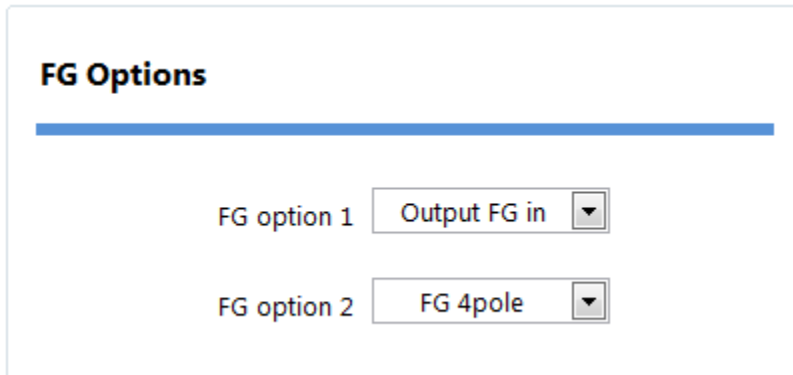 FG Options
FG option 1 Output FG in
FG option 2 FG 4pole